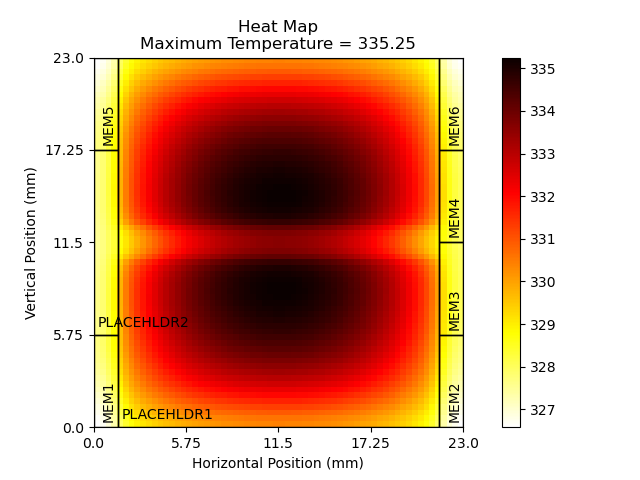 Heat Map
Maximum Temperature = 335.25
23.0
17.25
11.5
5.75
0.0
Vertical Position (mm)
MEM5
MEM6
MEM4
MEM3
PLACEHLDR2
MEM1
PLACEHLDR1
MEM2
0.0 5.75 11.5 17.25 23.0
Horizontal Position (mm)
335
334
333
332
331
330
329
328
327